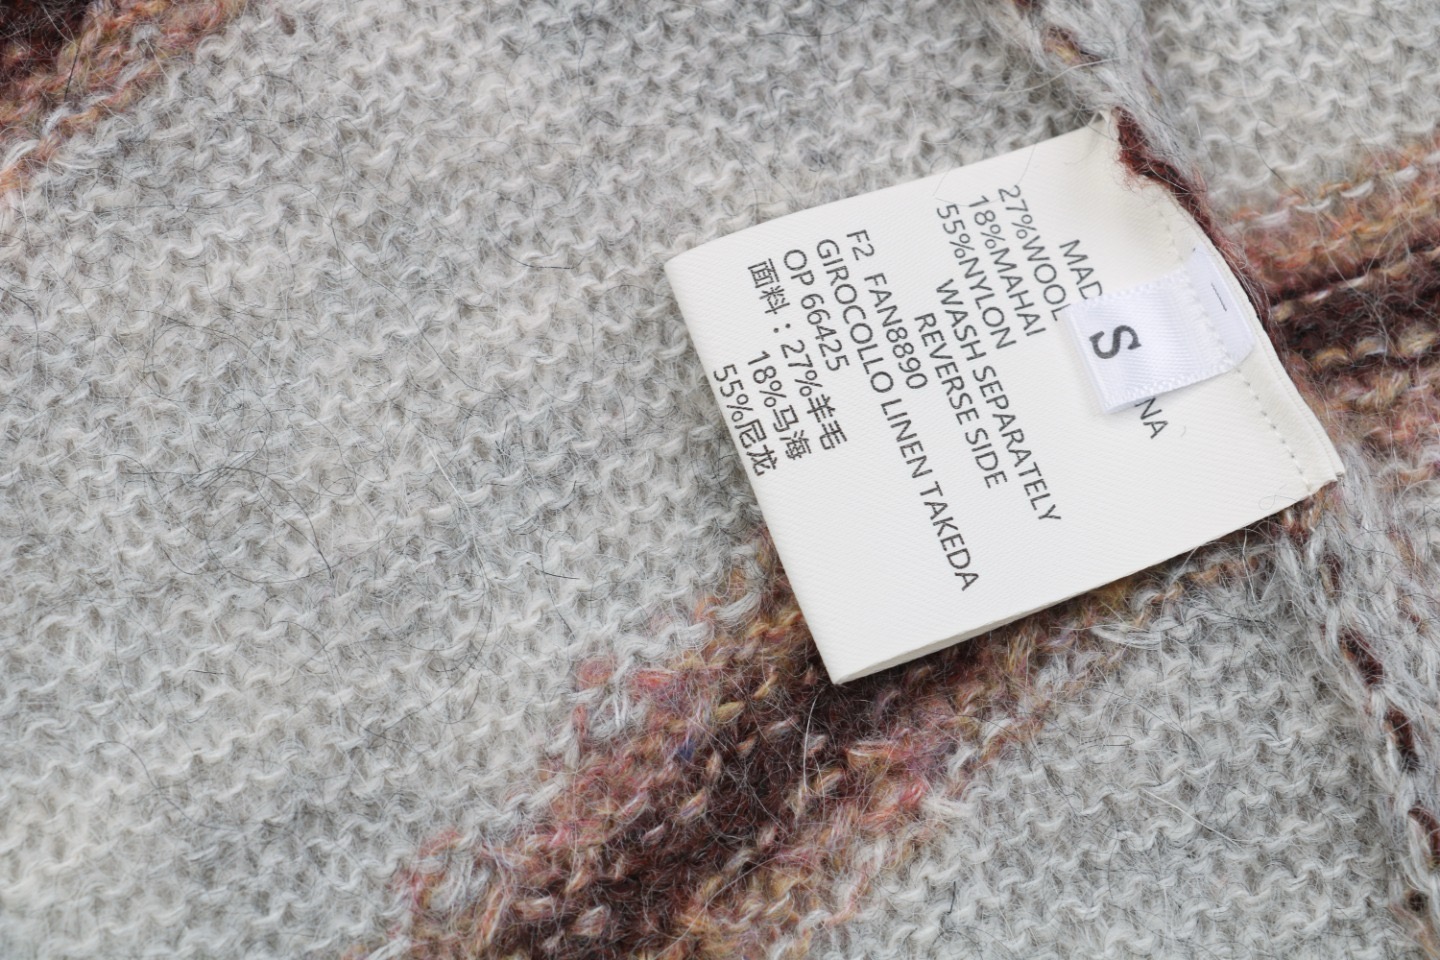 MAD
NA
S
27%WOOL
18%MAHAI
55%NYLON
WASH SEPARATELY
REVERSE SIDE
F2 FAN8890
GIROCOLLO LINEN TAKEDA
OP 66425
面料：27%羊毛
18%马海
55%尼龙